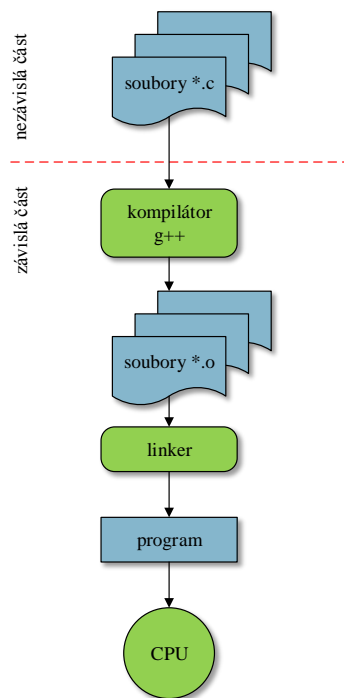 nezávislá část
soubory *.c
závislá část
kompilátor
g++
soubory *.o
linker
program
CPU